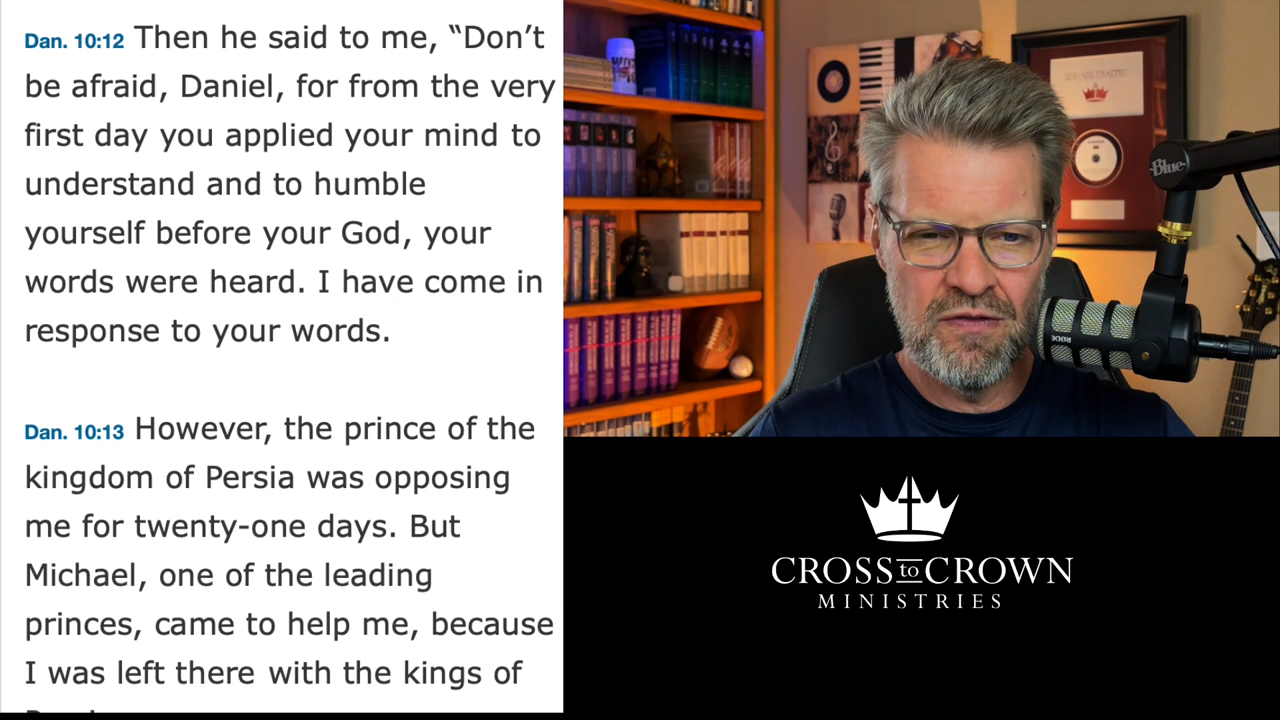 Dan. 10:12 Then he said to me, “Don’t
be afraid, Daniel, for from the very
first day you applied your mind to
understand and to humble
yourself before your God, your
words were heard. I have come in
response to your words.
Dan. 10:13 However, the prince of the
kingdom of Persia was opposing
me for twenty-one days. But
Michael, one of the leading
princes, came to help me, because
I was left there with the kings of
Blue
RØDE
CROSS to CROWN
MINISTRIES